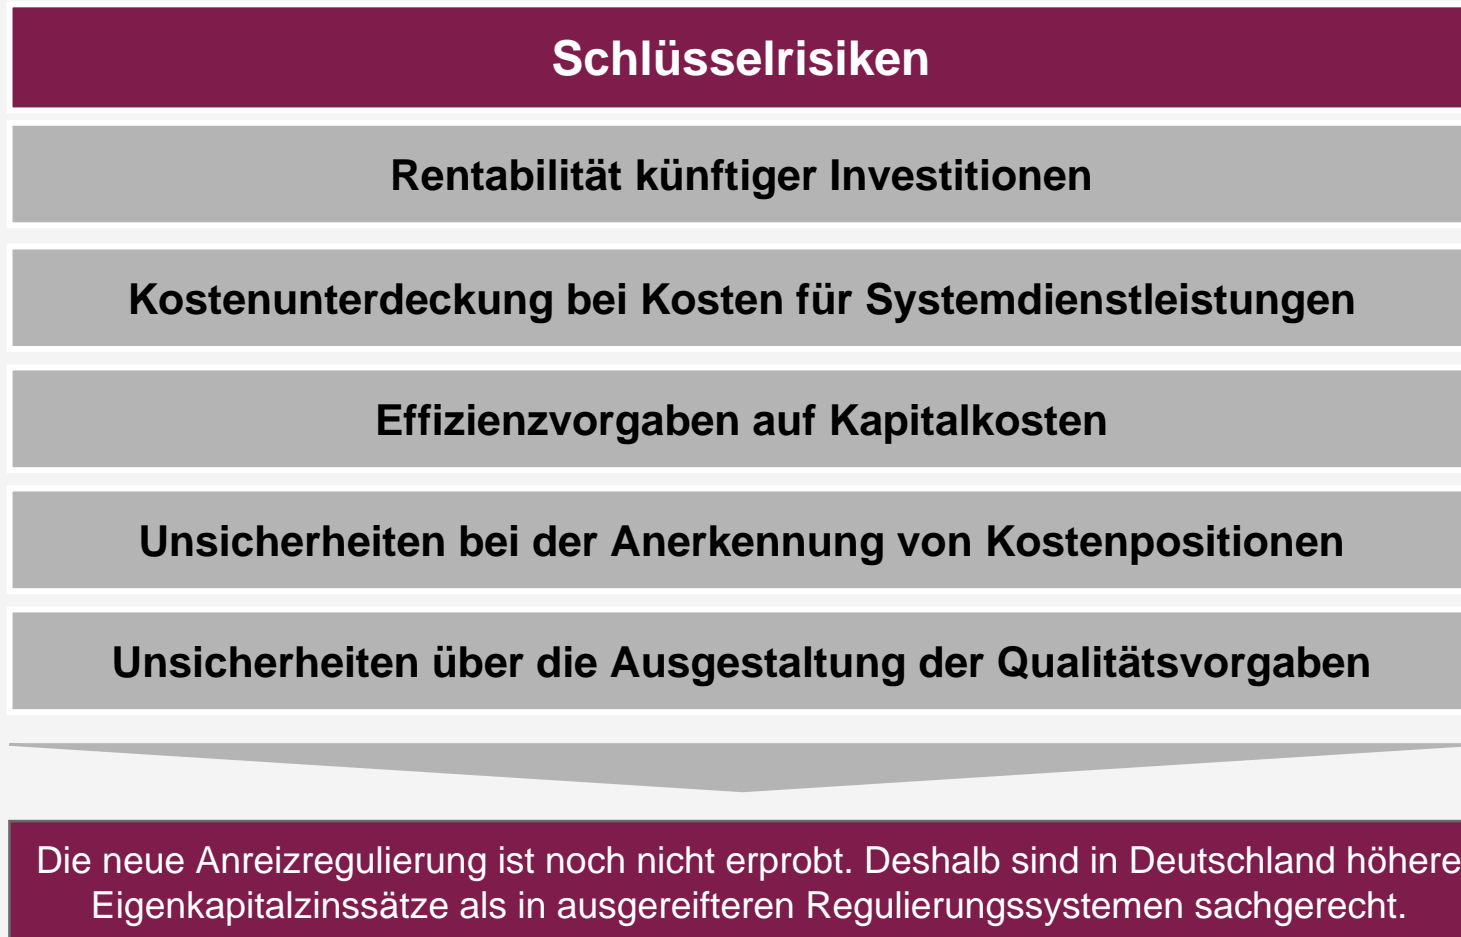 Schlüsselrisiken
Rentabilität künftiger Investitionen
Kostenunterdeckung bei Kosten für Systemdienstleistungen
Effizienzvorgaben auf Kapitalkosten
Unsicherheiten bei der Anerkennung von Kostenpositionen
Unsicherheiten über die Ausgestaltung der Qualitätsvorgaben
Die neue Anreizregulierung ist noch nicht erprobt. Deshalb sind in Deutschland höhere
Eigenkapitalzinssätze als in ausgereifteren Regulierungssystemen sachgerecht.